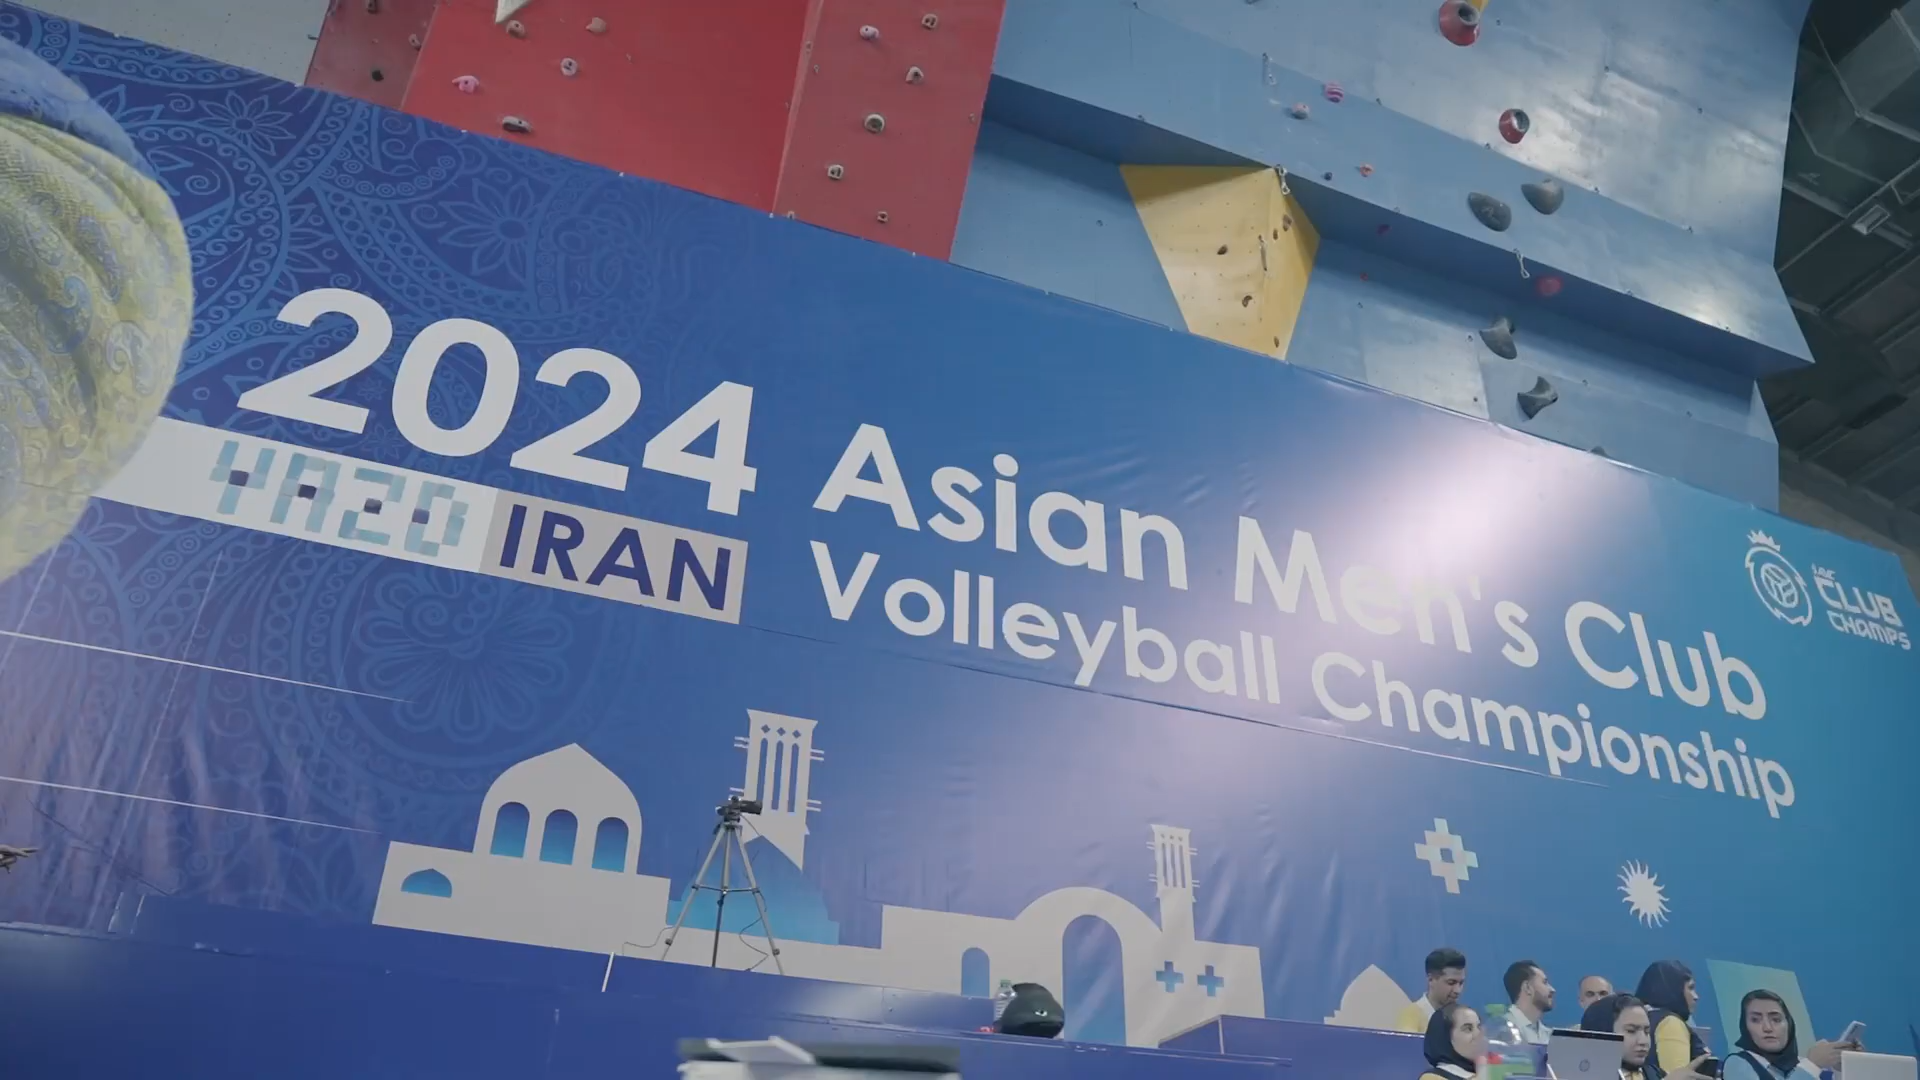 2024
YAZD IRAN
Asian Men's Club
Volleyball Championship
CLUB
CHAMPS